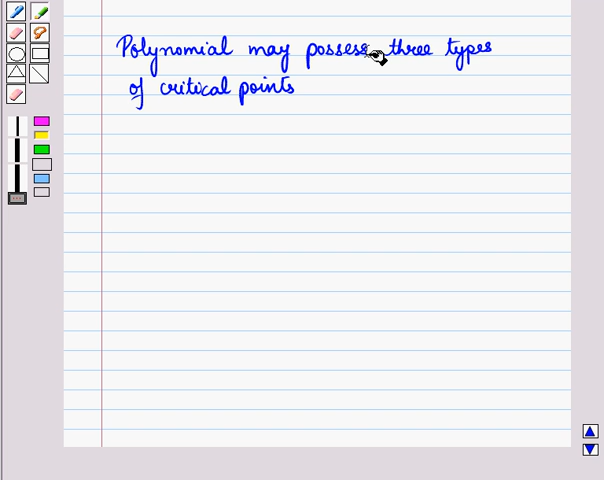 Polynomial may possess three types
of critical points